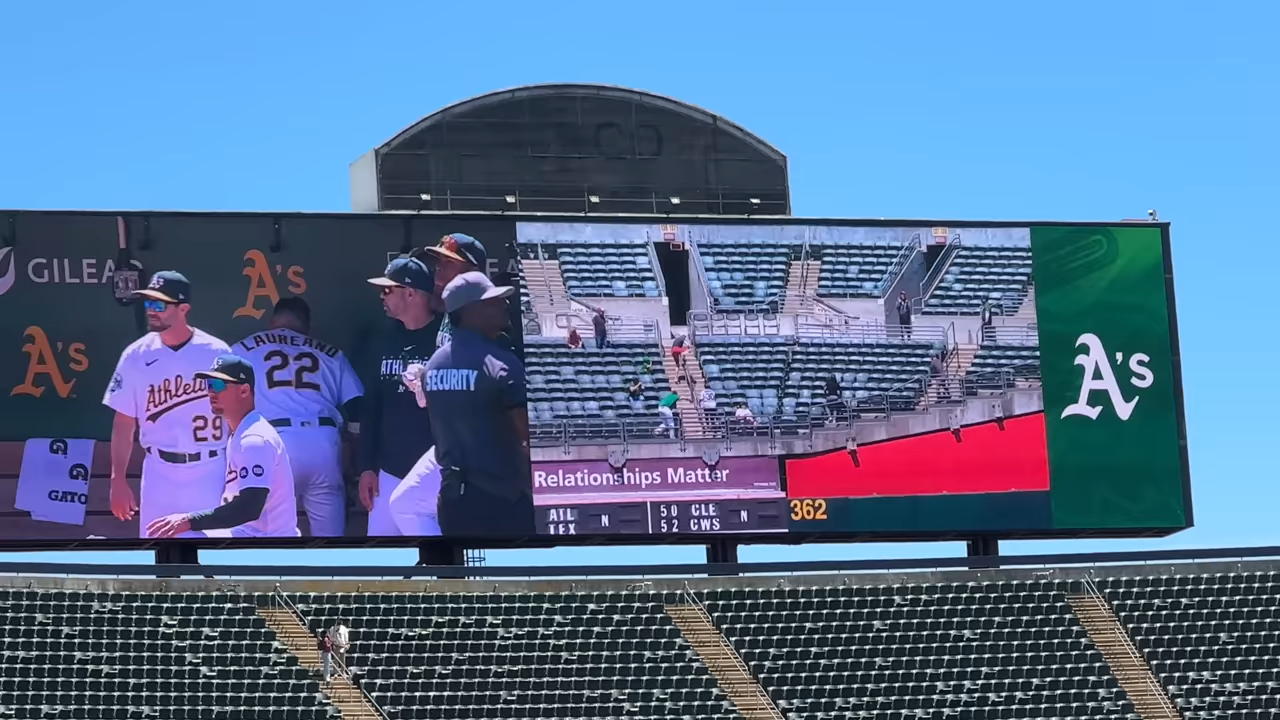 GILEAD
A's
A's
LAUREANO
22
Athletics
29
ATHL
SECURITY
GATO
Relationships Matter
ATL N 50 CLE N
TEX 52 CWS
362
A's